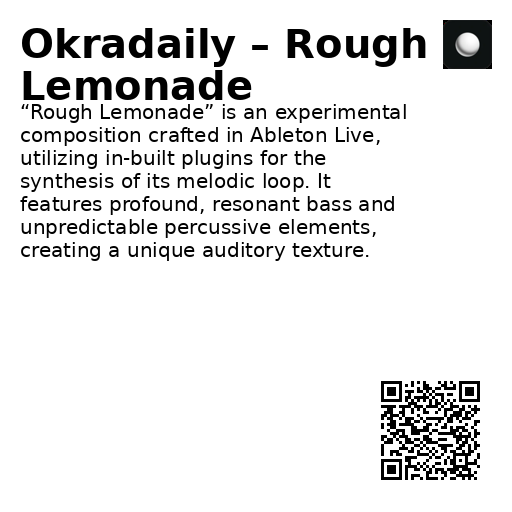 Okradaily – Rough
Lemonade
“Rough Lemonade” is an experimental
composition crafted in Ableton Live,
utilizing in-built plugins for the
synthesis of its melodic loop. It
features profound, resonant bass and
unpredictable percussive elements,
creating a unique auditory texture.